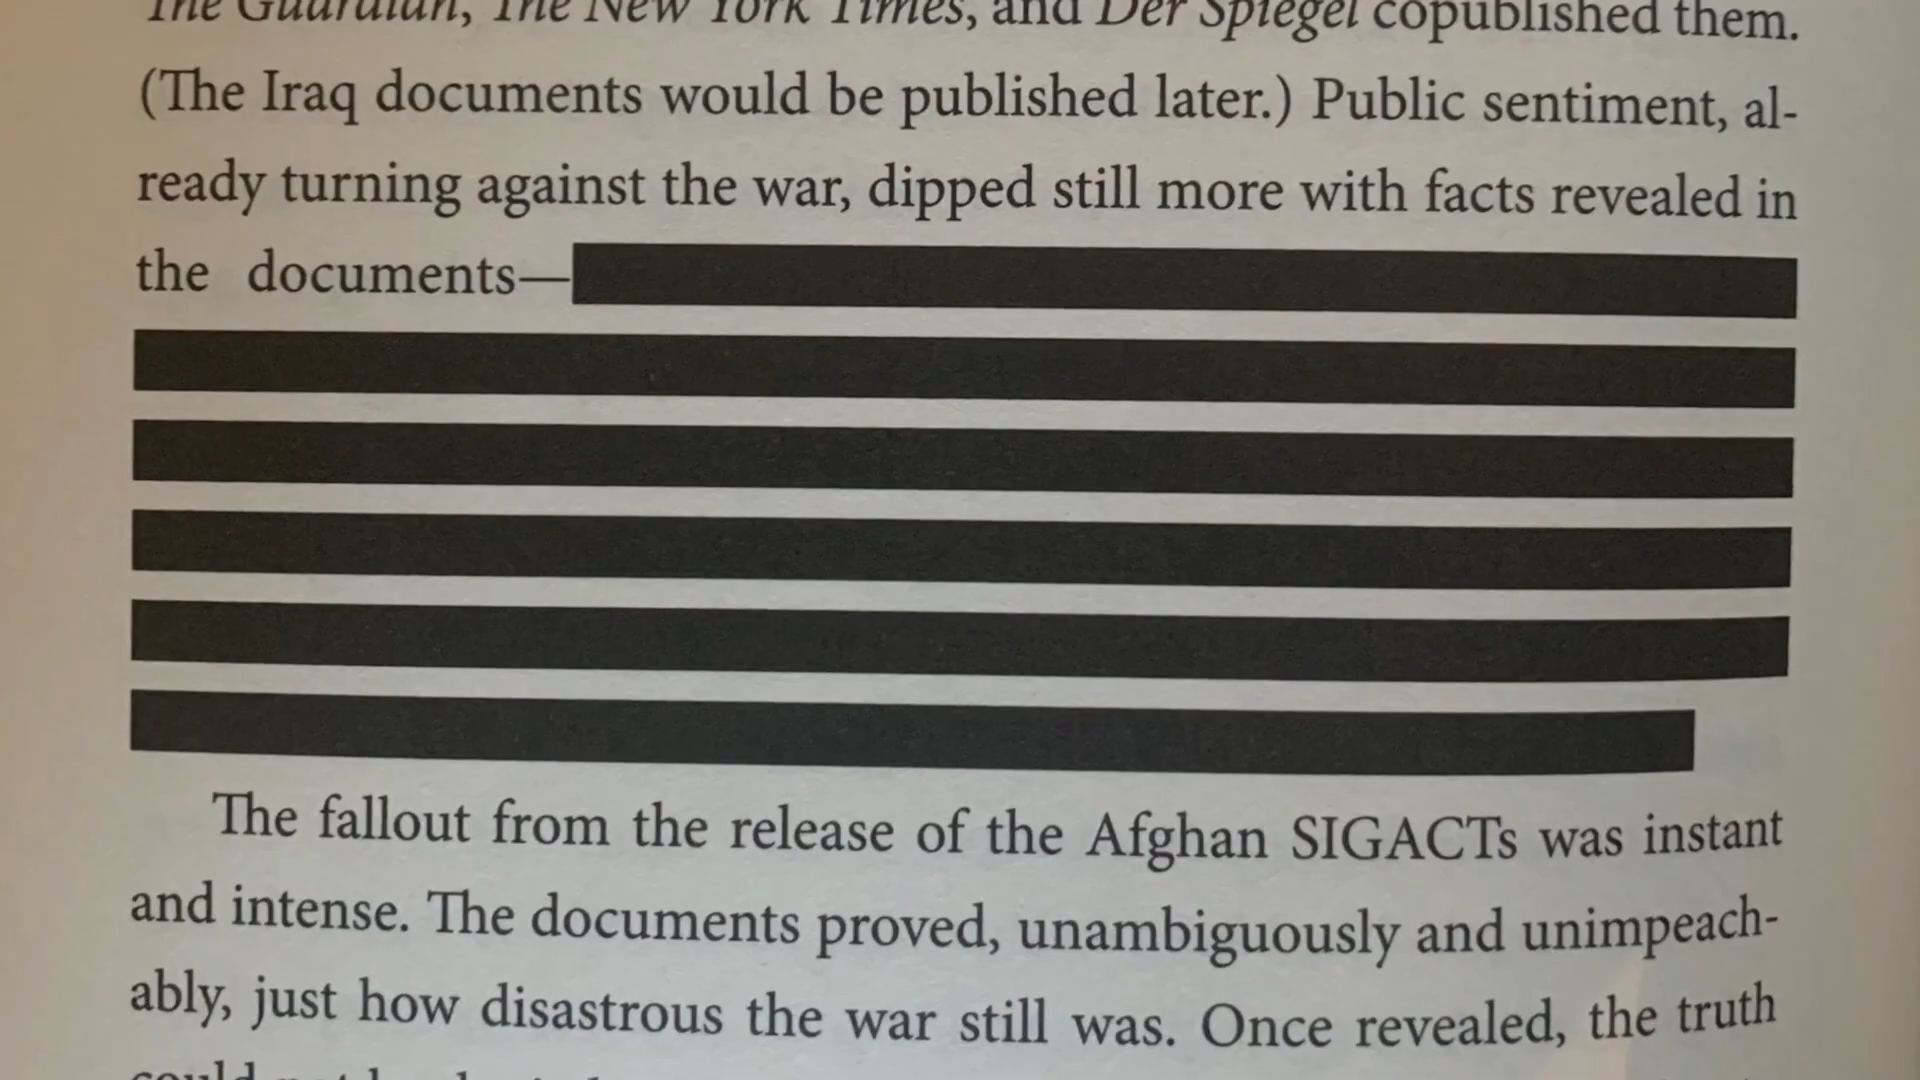 The Guardian, The New York Times, and Der Spiegel copublished them.
(The Iraq documents would be published later.) Public sentiment, al-
ready turning against the war, dipped still more with facts revealed in
the documents—
The fallout from the release of the Afghan SIGACTs was instant
and intense. The documents proved, unambiguously and unimpeach-
ably, just how disastrous the war still was. Once revealed, the truth
could not